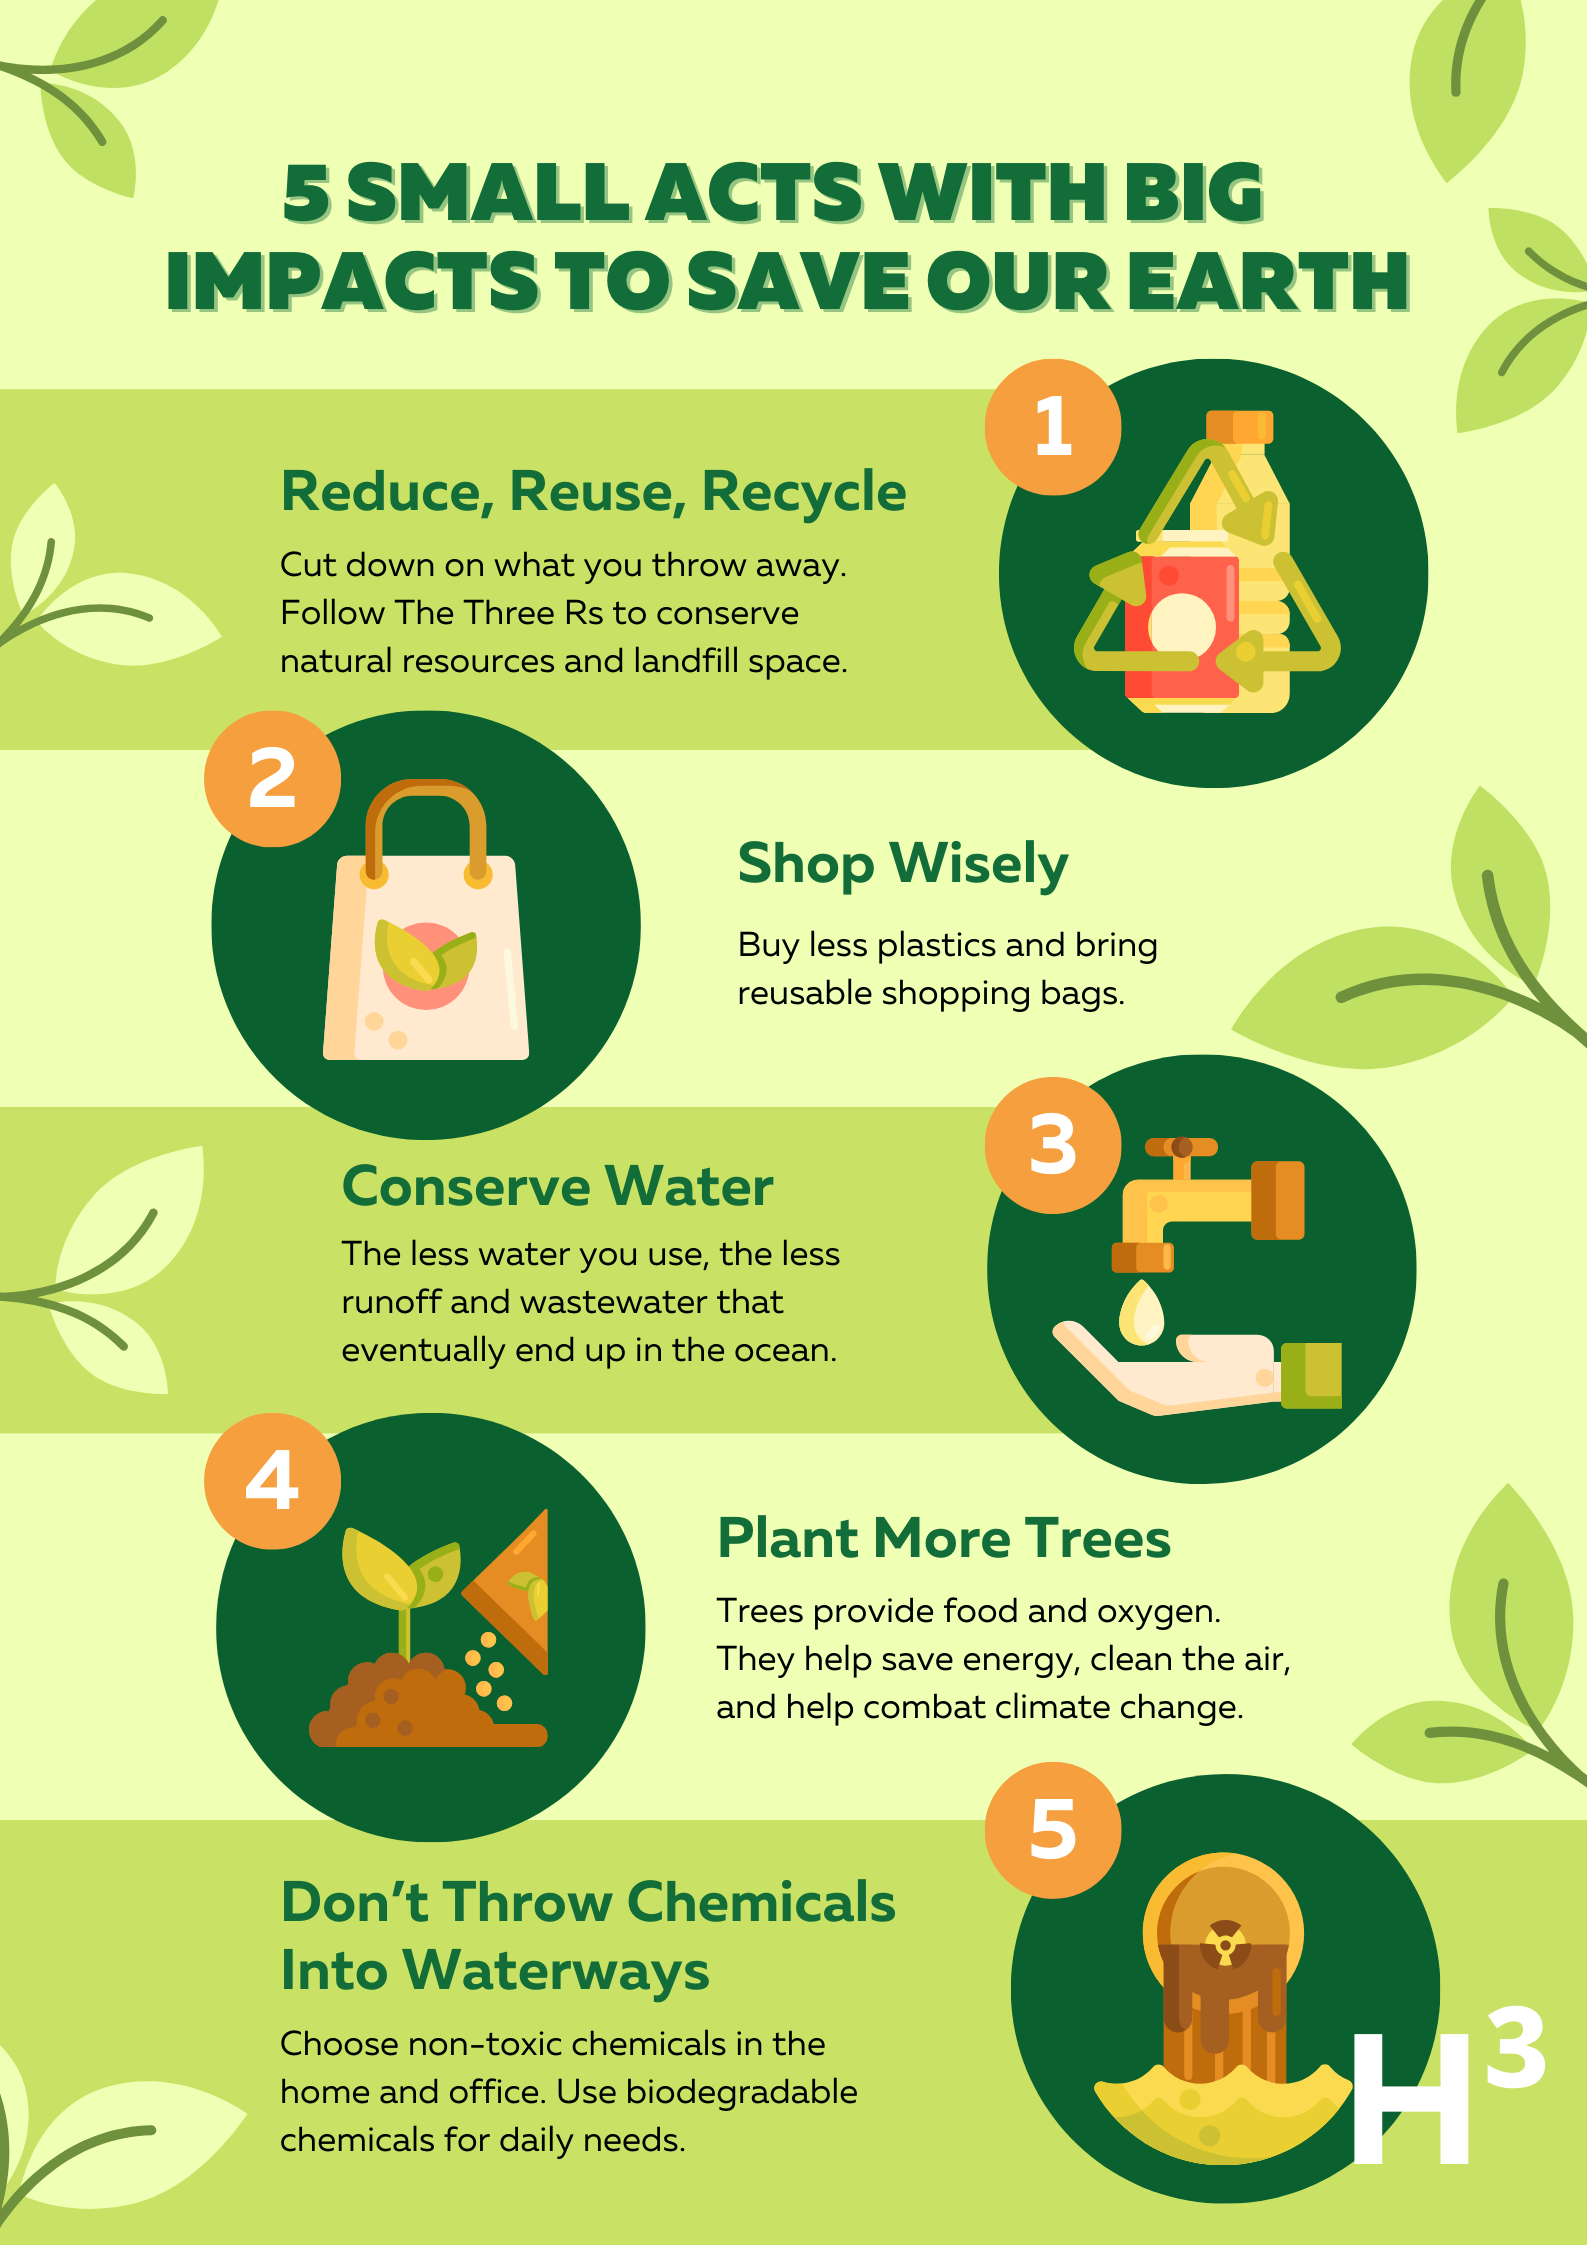 5 SMALL ACTS WITH BIG
IMPACTS TO SAVE OUR EARTH
1
Reduce, Reuse, Recycle
Cut down on what you throw away.
Follow The Three Rs to conserve
natural resources and landfill space.
2
Shop Wisely
Buy less plastics and bring
reusable shopping bags.
3
Conserve Water
The less water you use, the less
runoff and wastewater that
eventually end up in the ocean.
4
Plant More Trees
Trees provide food and oxygen.
They help save energy, clean the air,
and help combat climate change.
5
Don’t Throw Chemicals
Into Waterways
Choose non-toxic chemicals in the
home and office. Use biodegradable
chemicals for daily needs.
H³